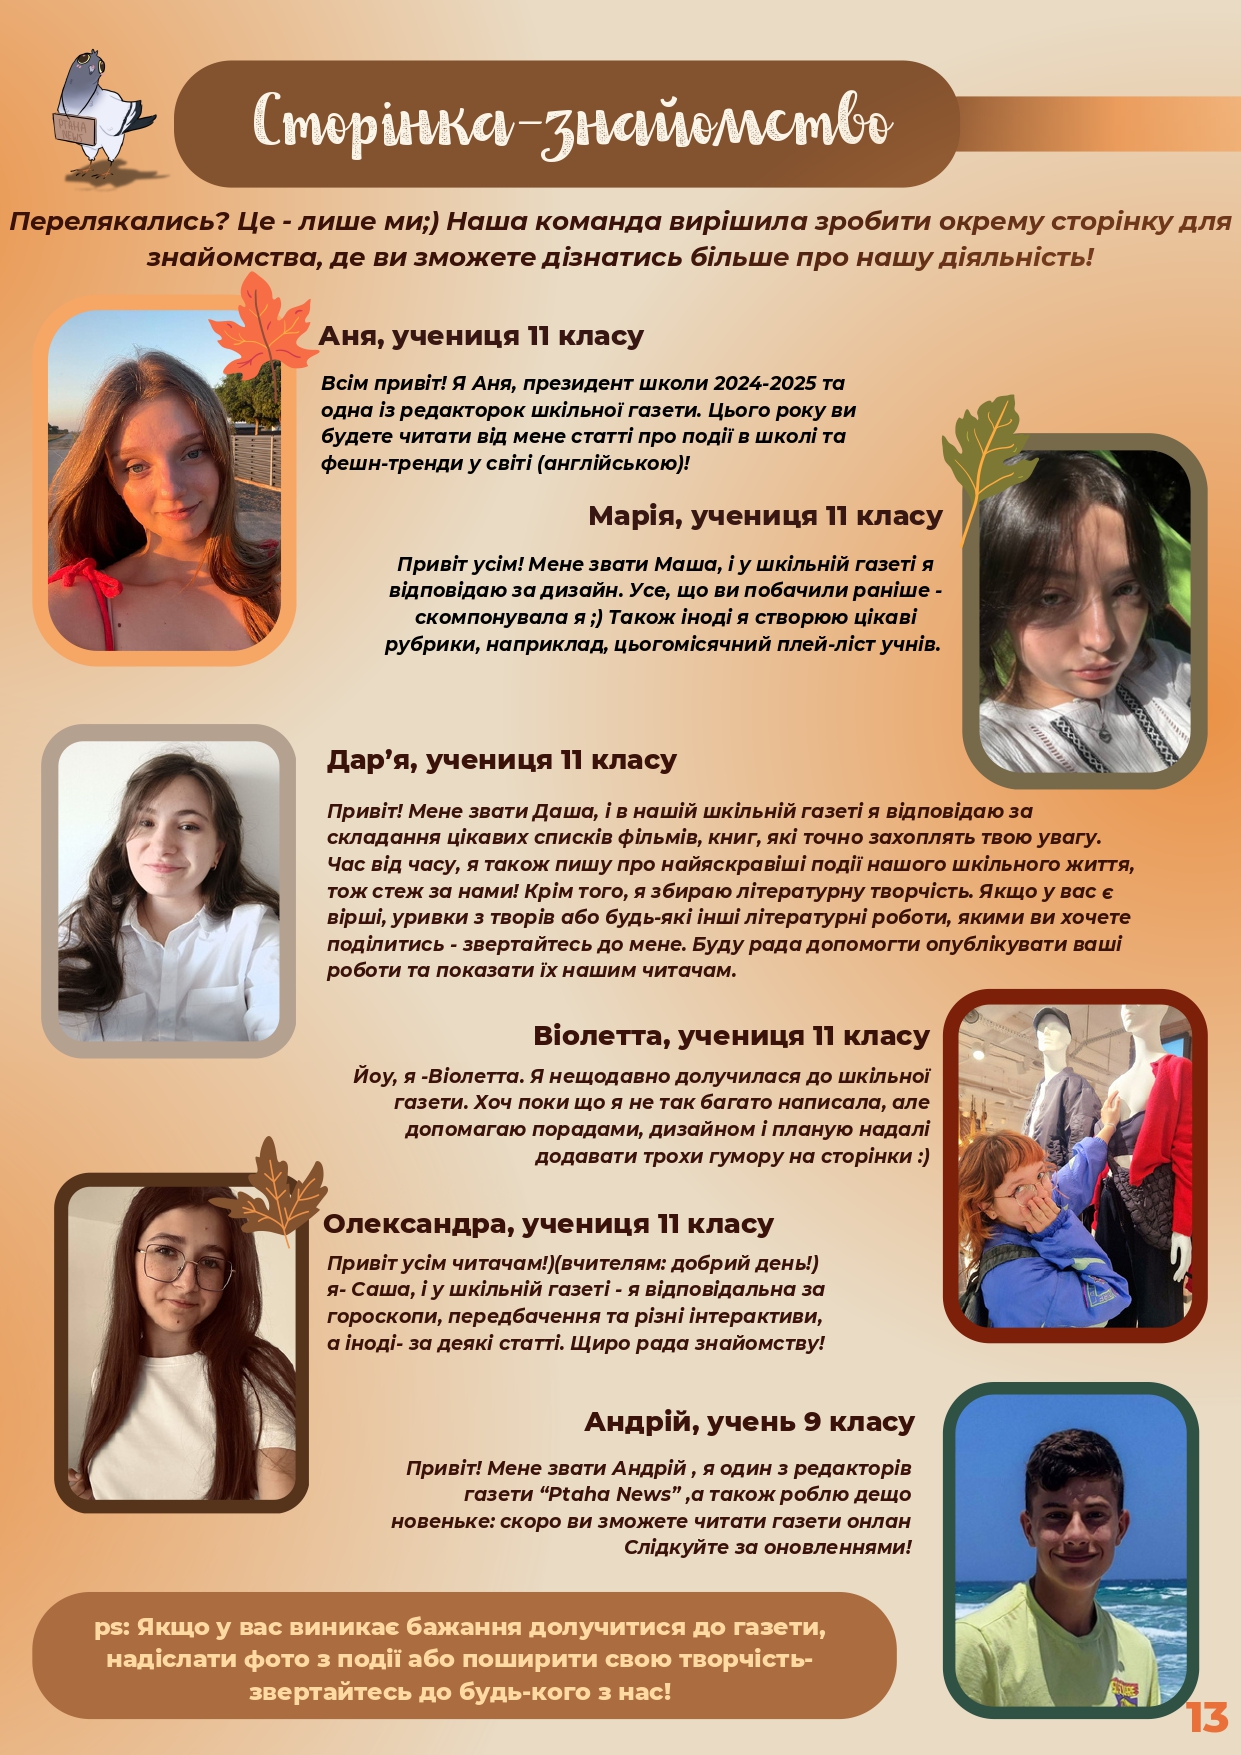 PTAHA
NEWS
Сторінка-знайомство
Перелякались? Це - лише ми;) Наша команда вирішила зробити окрему сторінку для
знайомства, де ви зможете дізнатись більше про нашу діяльність!
Аня, учениця 11 класу
Всім привіт! Я Аня, президент школи 2024-2025 та
одна із редакторок шкільної газети. Цього року ви
будете читати від мене статті про події в школі та
фешн-тренди у світі (англійською)!
Марія, учениця 11 класу
Привіт усім! Мене звати Маша, і у шкільній газеті я
відповідаю за дизайн. Усе, що ви побачили раніше -
скомпонувала я ;) Також іноді я створюю цікаві
рубрики, наприклад, цьогомісячний плей-ліст учнів.
Дар’я, учениця 11 класу
Привіт! Мене звати Даша, і в нашій шкільній газеті я відповідаю за
складання цікавих списків фільмів, книг, які точно захоплять твою увагу.
Час від часу, я також пишу про найяскравіші події нашого шкільного життя,
тож стеж за нами! Крім того, я збираю літературну творчість. Якщо у вас є
вірші, уривки з творів або будь-які інші літературні роботи, якими ви хочете
поділитись - звертайтесь до мене. Буду рада допомогти опублікувати ваші
роботи та показати їх нашим читачам.
Віолетта, учениця 11 класу
Йоу, я -Віолетта. Я нещодавно долучилася до шкільної
газети. Хоч поки що я не так багато написала, але
допомагаю порадами, дизайном і планую надалі
додавати трохи гумору на сторінки :)
Олександра, учениця 11 класу
Привіт усім читачам!)(вчителям: добрий день!)
я- Саша, і у шкільній газеті - я відповідальна за
гороскопи, передбачення та різні інтерактиви,
а іноді- за деякі статті. Щиро рада знайомству!
Андрій, учень 9 класу
Привіт! Мене звати Андрій , я один з редакторів
газети “Ptaha News” ,а також роблю дещо
новеньке: скоро ви зможете читати газети онлан
Слідкуйте за оновленнями!
ps: Якщо у вас виникає бажання долучитися до газети,
надіслати фото з події або поширити свою творчість-
звертайтесь до будь-кого з нас!
13